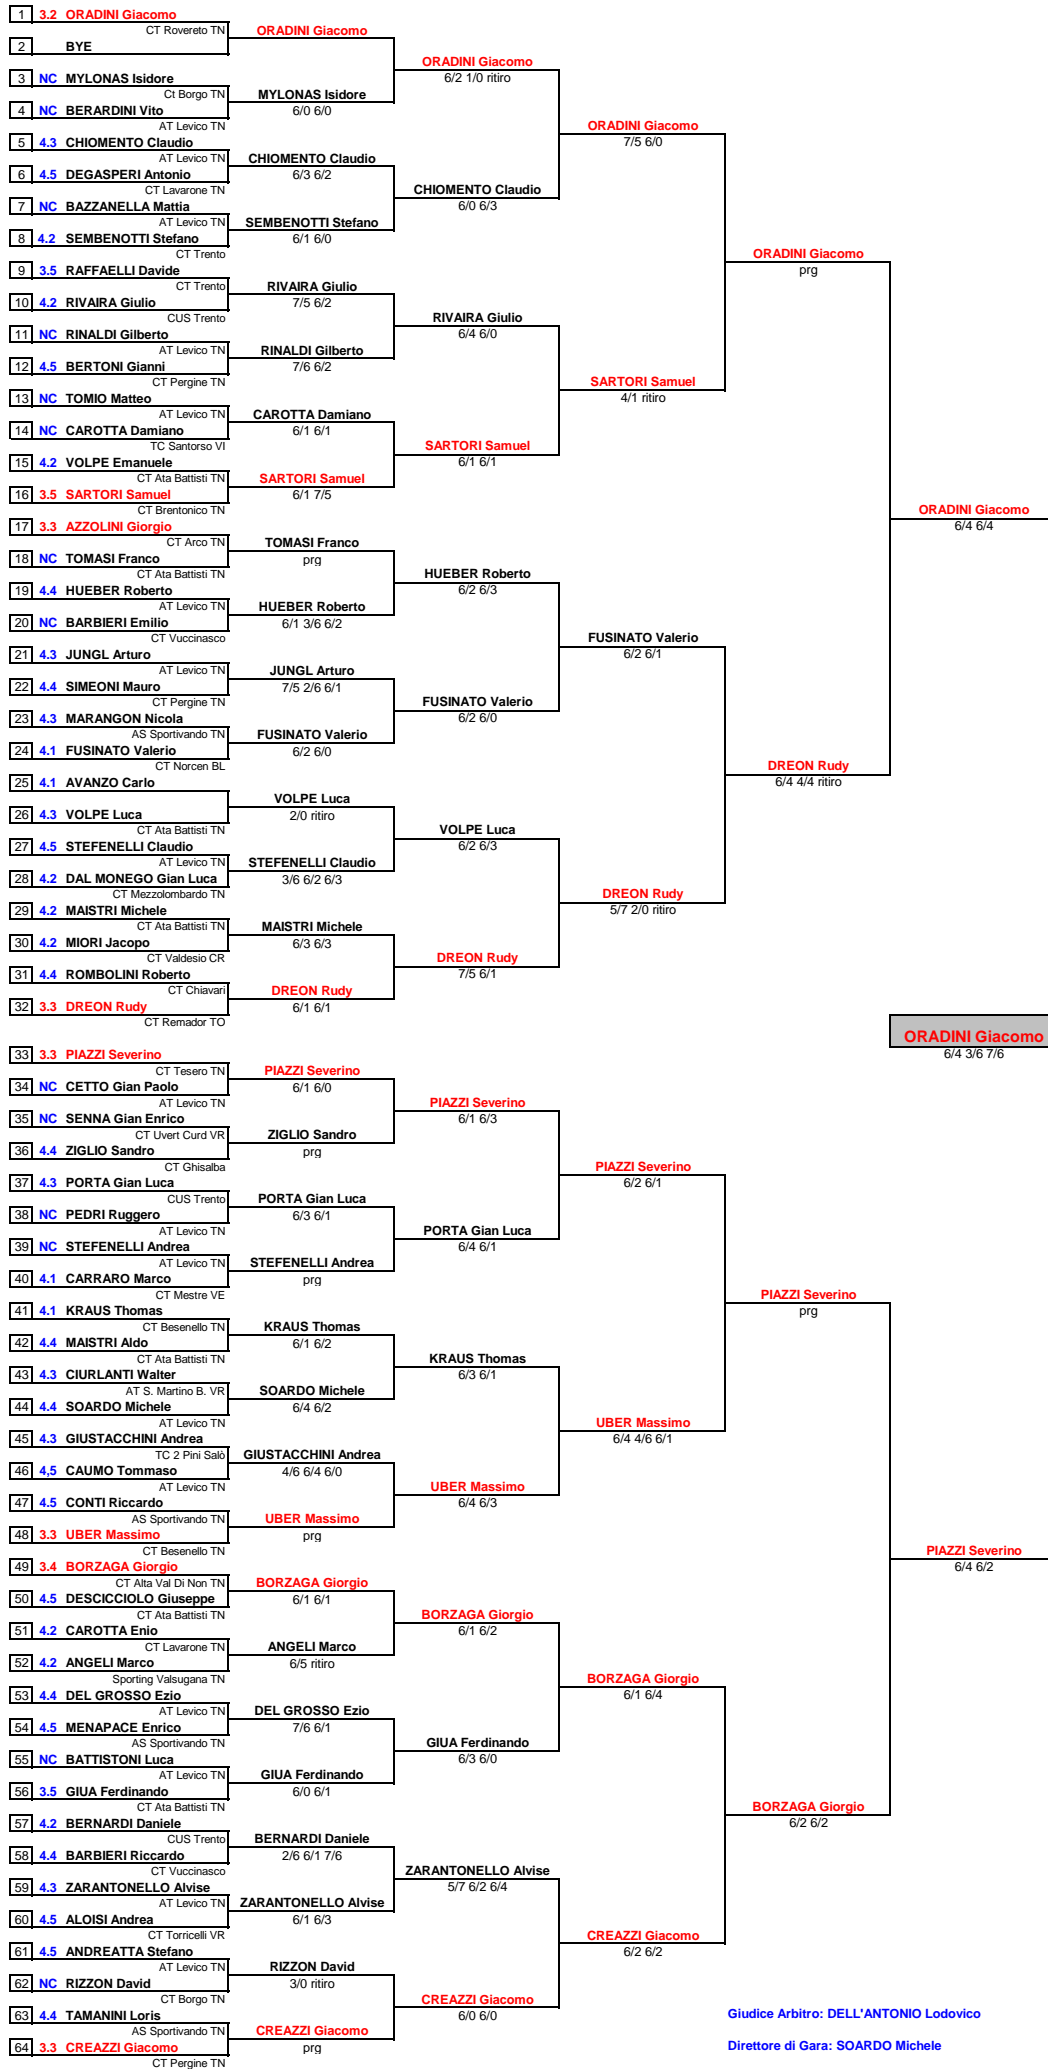 1 3.2 ORADINI Giacomo
CT Rovereto TN
2 BYE
3 NC MYLONAS Isidore
Ct Borgo TN
4 NC BERARDINI Vito
AT Levico TN
5 4.3 CHIOMENTO Claudio
AT Levico TN
6 4.5 DEGASPERI Antonio
CT Lavarone TN
7 NC BAZZANELLA Mattia
AT Levico TN
8 4.2 SEMBENOTTI Stefano
CT Trento
9 3.5 RAFFAELLI Davide
CT Trento
10 4.2 RIVAIRA Giulio
CUS Trento
11 NC RINALDI Gilberto
AT Levico TN
12 4.5 BERTONI Gianni
CT Pergine TN
13 NC TOMIO Matteo
AT Levico TN
14 NC CAROTTA Damiano
TC Santorso VI
15 4.2 VOLPE Emanuele
CT Ata Battisti TN
16 3.5 SARTORI Samuel
CT Brentonico TN
17 3.3 AZZOLINI Giorgio
CT Arco TN
18 NC TOMASI Franco
CT Ata Battisti TN
19 4.4 HUEBER Roberto
AT Levico TN
20 NC BARBIERI Emilio
CT Vuccinasco
21 4.3 JUNGL Arturo
AT Levico TN
22 4.4 SIMEONI Mauro
CT Pergine TN
23 4.3 MARANGON Nicola
AS Sportivando TN
24 4.1 FUSINATO Valerio
CT Norcen BL
25 4.1 AVANZO Carlo
26 4.3 VOLPE Luca
CT Ata Battisti TN
27 4.5 STEFENELLI Claudio
AT Levico TN
28 4.2 DAL MONEGO Gian Luca
CT Mezzolombardo TN
29 4.2 MAISTRI Michele
CT Ata Battisti TN
30 4.2 MIORI Jacopo
CT Valdesio CR
31 4.4 ROMBOLINI Roberto
CT Chiavari
32 3.3 DREON Rudy
CT Remador TO
33 3.3 PIAZZI Severino
CT Tesero TN
34 NC CETTO Gian Paolo
AT Levico TN
35 NC SENNA Gian Enrico
CT Uvert Curd VR
36 4.4 ZIGLIO Sandro
CT Ghisalba
37 4.3 PORTA Gian Luca
CUS Trento
38 NC PEDRI Ruggero
AT Levico TN
39 NC STEFENELLI Andrea
AT Levico TN
40 4.1 CARRARO Marco
CT Mestre VE
41 4.1 KRAUS Thomas
CT Besenello TN
42 4.4 MAISTRI Aldo
CT Ata Battisti TN
43 4.3 CIURLANTI Walter
AT S. Martino B. VR
44 4.4 SOARDO Michele
AT Levico TN
45 4.3 GIUSTACCHINI Andrea
TC 2 Pini Salò
46 4,5 CAUMO Tommaso
AT Levico TN
47 4.5 CONTI Riccardo
AS Sportivando TN
48 3.3 UBER Massimo
CT Besenello TN
49 3.4 BORZAGA Giorgio
CT Alta Val Di Non TN
50 4.5 DESCICCIOLO Giuseppe
CT Ata Battisti TN
51 4.2 CAROTTA Enio
CT Lavarone TN
52 4.2 ANGELI Marco
Sporting Valsugana TN
53 4.4 DEL GROSSO Ezio
AT Levico TN
54 4.5 MENAPACE Enrico
AS Sportivando TN
55 NC BATTISTONI Luca
AT Levico TN
56 3.5 GIUA Ferdinando
CT Ata Battisti TN
57 4.2 BERNARDI Daniele
CUS Trento
58 4.4 BARBIERI Riccardo
CT Vuccinasco
59 4.3 ZARANTONELLO Alvise
AT Levico TN
60 4.5 ALOISI Andrea
CT Torricelli VR
61 4.5 ANDREATTA Stefano
AT Levico TN
62 NC RIZZON David
CT Borgo TN
63 4.4 TAMANINI Loris
AS Sportivando TN
64 3.3 CREAZZI Giacomo
CT Pergine TN
ORADINI Giacomo
MYLONAS Isidore
6/0 6/0
CHIOMENTO Claudio
6/3 6/2
SEMBENOTTI Stefano
6/1 6/0
RIVAIRA Giulio
7/5 6/2
RINALDI Gilberto
7/6 6/2
CAROTTA Damiano
6/1 6/1
SARTORI Samuel
6/1 7/5
TOMASI Franco
prg
HUEBER Roberto
6/1 3/6 6/2
JUNGL Arturo
7/5 2/6 6/1
FUSINATO Valerio
6/2 6/0
VOLPE Luca
2/0 ritiro
STEFENELLI Claudio
3/6 6/2 6/3
MAISTRI Michele
6/3 6/3
DREON Rudy
6/1 6/1
PIAZZI Severino
6/1 6/0
ZIGLIO Sandro
prg
PORTA Gian Luca
6/3 6/1
STEFENELLI Andrea
prg
KRAUS Thomas
6/1 6/2
SOARDO Michele
6/4 6/2
GIUSTACCHINI Andrea
4/6 6/4 6/0
UBER Massimo
prg
BORZAGA Giorgio
6/1 6/1
ANGELI Marco
6/5 ritiro
DEL GROSSO Ezio
7/6 6/1
GIUA Ferdinando
6/0 6/1
BERNARDI Daniele
2/6 6/1 7/6
ZARANTONELLO Alvise
6/1 6/3
RIZZON David
3/0 ritiro
CREAZZI Giacomo
prg
ORADINI Giacomo
6/2 1/0 ritiro
CHIOMENTO Claudio
6/0 6/3
RIVAIRA Giulio
6/4 6/0
SARTORI Samuel
6/1 6/1
HUEBER Roberto
6/2 6/3
FUSINATO Valerio
6/2 6/0
VOLPE Luca
6/2 6/3
DREON Rudy
7/5 6/1
PIAZZI Severino
6/1 6/3
PORTA Gian Luca
6/4 6/1
KRAUS Thomas
6/3 6/1
UBER Massimo
6/4 6/3
BORZAGA Giorgio
6/1 6/2
GIUA Ferdinando
6/3 6/0
ZARANTONELLO Alvise
5/7 6/2 6/4
CREAZZI Giacomo
6/0 6/0
ORADINI Giacomo
7/5 6/0
SARTORI Samuel
4/1 ritiro
FUSINATO Valerio
6/2 6/1
DREON Rudy
5/7 2/0 ritiro
PIAZZI Severino
6/2 6/1
UBER Massimo
6/4 4/6 6/1
BORZAGA Giorgio
6/1 6/4
CREAZZI Giacomo
6/2 6/2
ORADINI Giacomo
prg
DREON Rudy
6/4 4/4 ritiro
PIAZZI Severino
prg
BORZAGA Giorgio
6/2 6/2
ORADINI Giacomo
6/4 6/4
PIAZZI Severino
6/4 6/2
ORADINI Giacomo
6/4 3/6 7/6
Giudice Arbitro: DELL'ANTONIO Lodovico
Direttore di Gara: SOARDO Michele